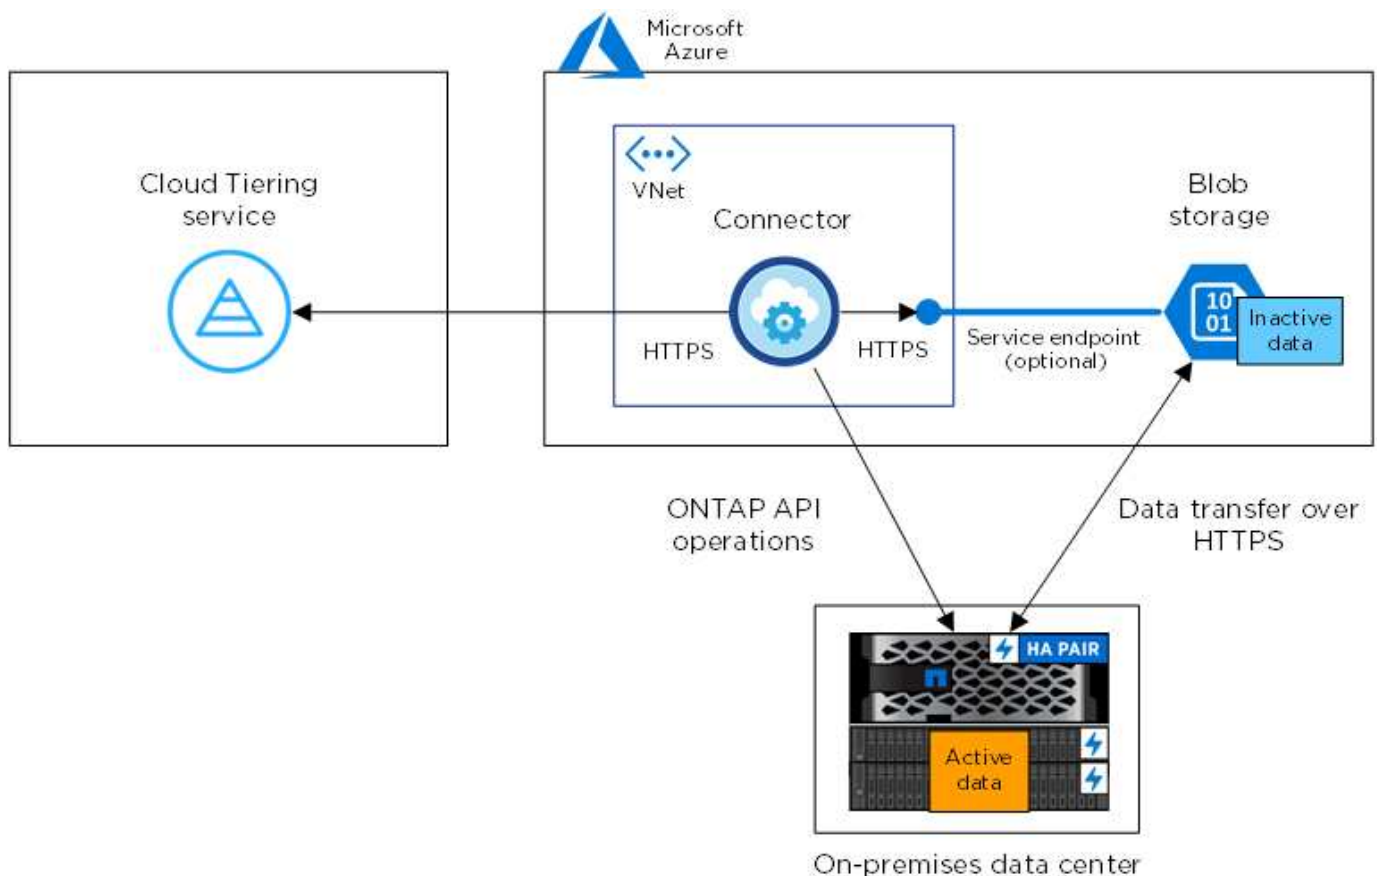 Microsoft
Azure
Cloud Tiering
service
VNet
Connector
Blob
storage
10
01
Inactive
data
HTTPS
HTTPS
Service endpoint
(optional)
ONTAP API
operations
Data transfer over
HTTPS
HA PAIR
Active
data
On-premises data center